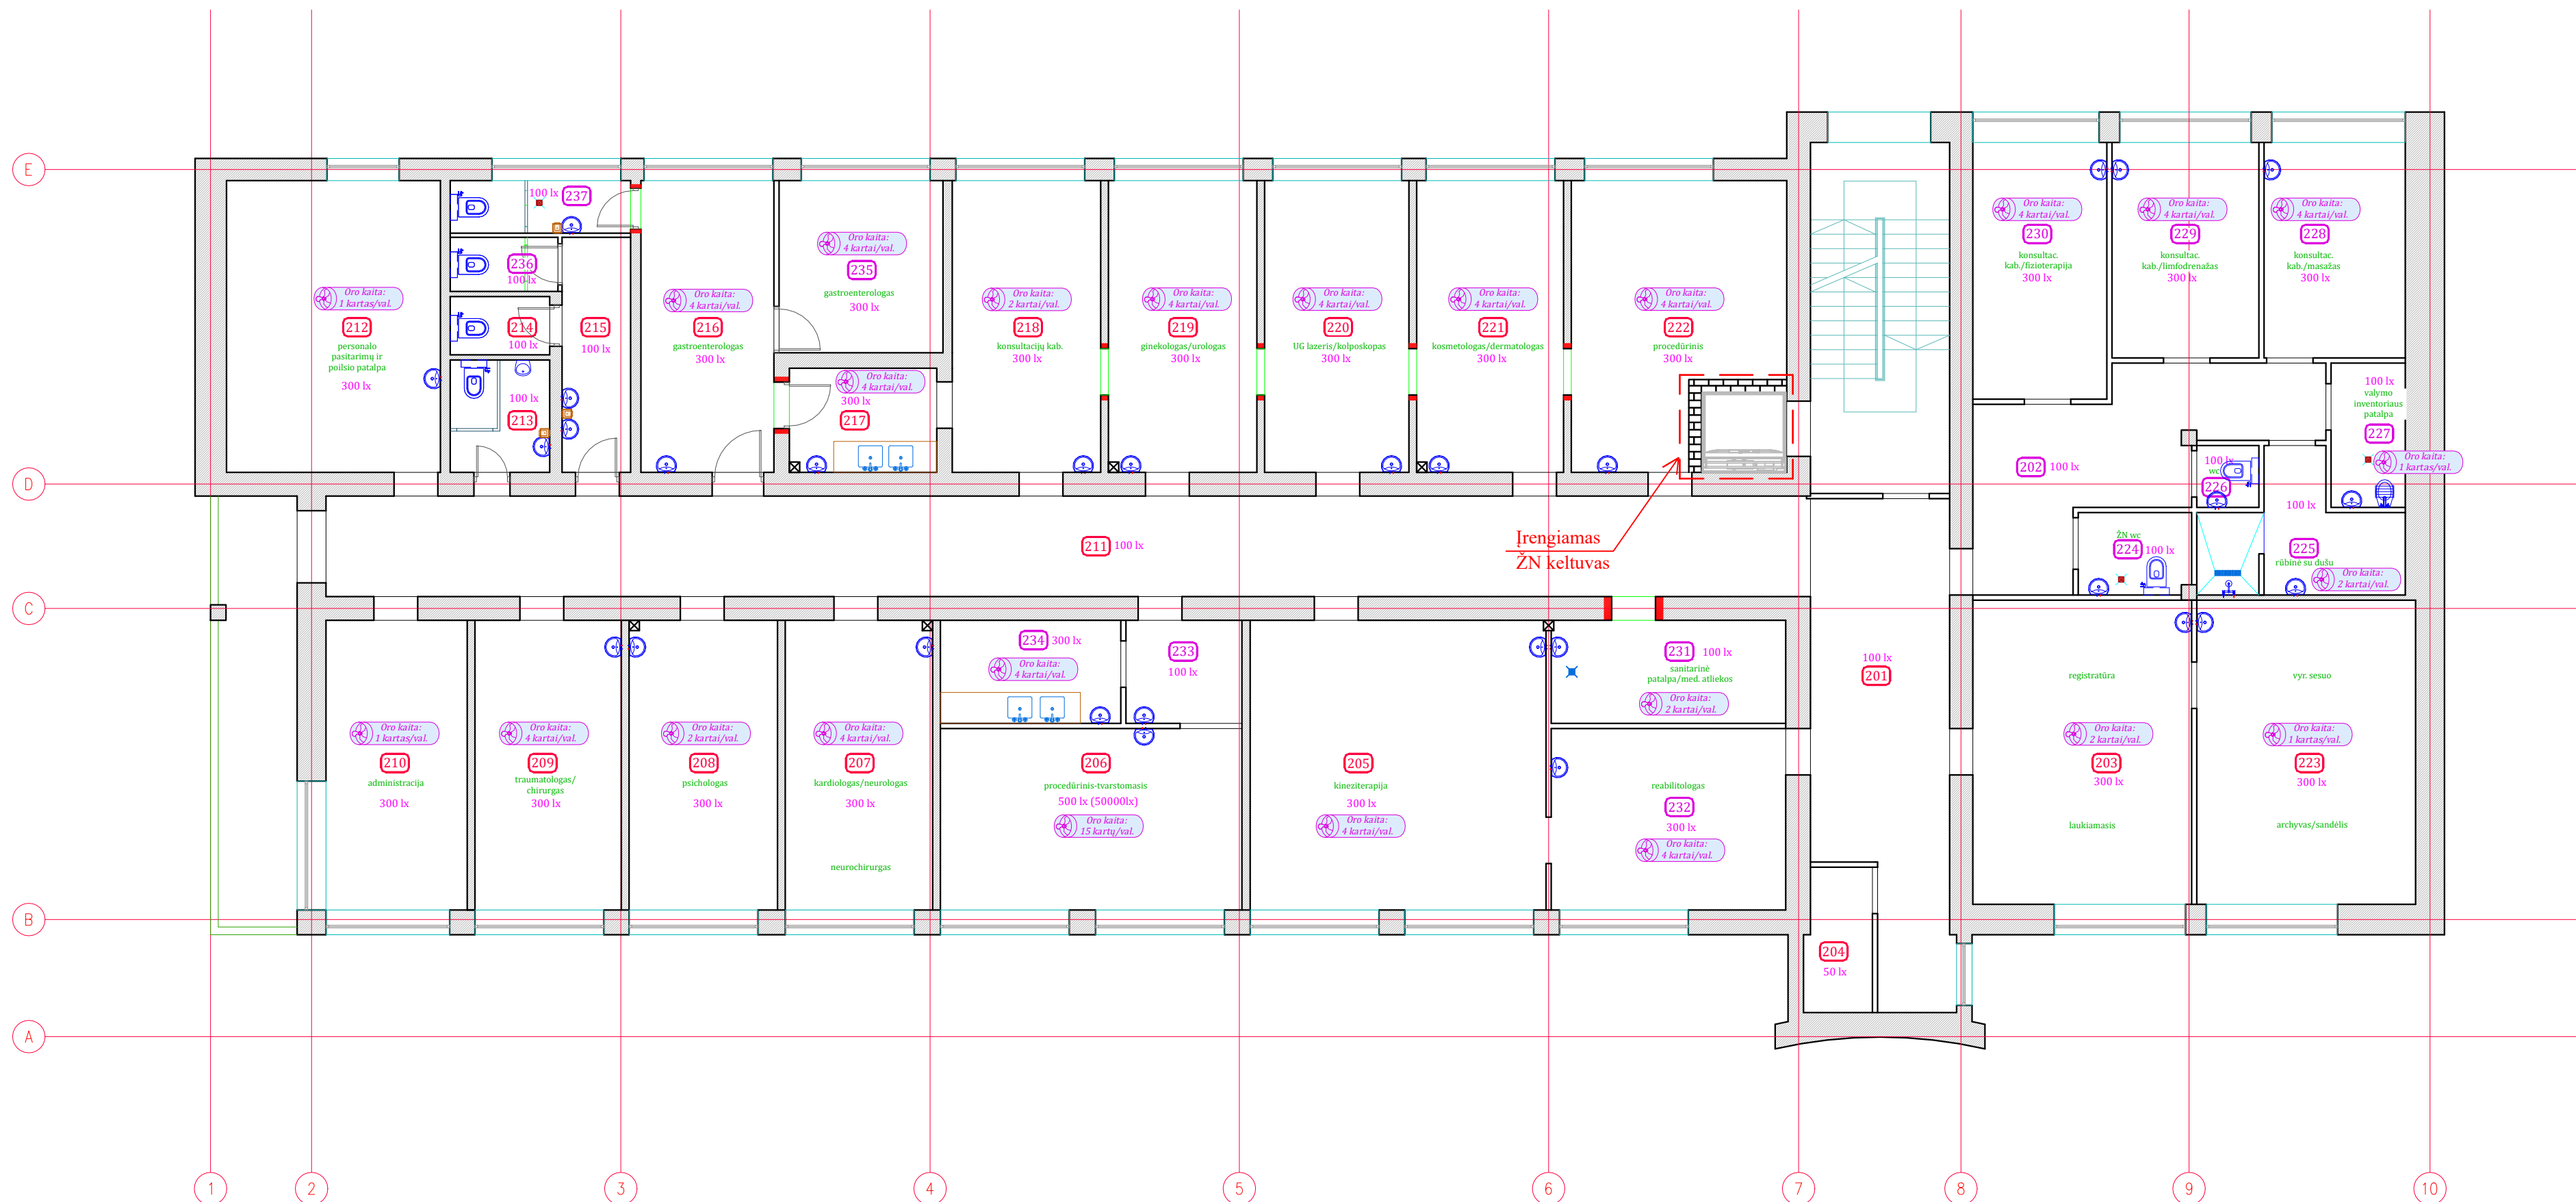 E
100 lx 237
Oro kaita:
4 kartai/val.
230
konsultac.
kab./fizioterapija
300 lx
Oro kaita:
4 kartai/val.
229
konsultac.
kab./limfodrenažas
300 lx
Oro kaita:
4 kartai/val.
228
konsultac.
kab./masažas
300 lx
Oro kaita:
1 kartas/val.
212
personalo
pasitarimų ir
poilsio patalpa
300 lx
236
100 lx
214
100 lx
215
100 lx
100 lx
213
Oro kaita:
4 kartai/val.
216
gastroenterologas
300 lx
Oro kaita:
4 kartai/val.
235
gastroenterologas
300 lx
Oro kaita:
4 kartai/val.
300 lx
217
Oro kaita:
2 kartai/val.
218
konsultacijų kab.
300 lx
Oro kaita:
4 kartai/val.
219
ginekologas/urologas
300 lx
Oro kaita:
4 kartai/val.
220
UG lazeris/kolposkopas
300 lx
Oro kaita:
4 kartai/val.
221
kosmetologas/dermatologas
300 lx
Oro kaita:
4 kartai/val.
222
procedūrinis
300 lx
100 lx
valymo
inventoriaus
patalpa
227
Oro kaita:
1 kartas/val.
202 100 lx
100 lx
wc
226
100 lx
D
Įrengiamas
ŽN keltuvas
211 100 lx
ŽN wc
224 100 lx
225
rūbinė su dušu
Oro kaita:
2 kartai/val.
C
234 300 lx
Oro kaita:
4 kartai/val.
233
100 lx
231 100 lx
sanitarinė
patalpa/med. atliekos
Oro kaita:
2 kartai/val.
100 lx
201
registratūra
vyr. sesuo
Oro kaita:
1 kartas/val.
210
administracija
300 lx
Oro kaita:
4 kartai/val.
209
traumatologas/
chirurgas
300 lx
Oro kaita:
2 kartai/val.
208
psichologas
300 lx
Oro kaita:
4 kartai/val.
207
kardiologas/neurologas
300 lx
neurochirurgas
206
procedūrinis-tvarstomasis
500 lx (50000lx)
Oro kaita:
15 kartų/val.
205
kineziterapija
300 lx
Oro kaita:
4 kartai/val.
reabilitologas
232
300 lx
Oro kaita:
4 kartai/val.
Oro kaita:
2 kartai/val.
203
300 lx
laukiamasis
Oro kaita:
1 kartas/val.
223
300 lx
archyvas/sandėlis
B
204
50 lx
A
1 2 3 4 5 6 7 8 9 10